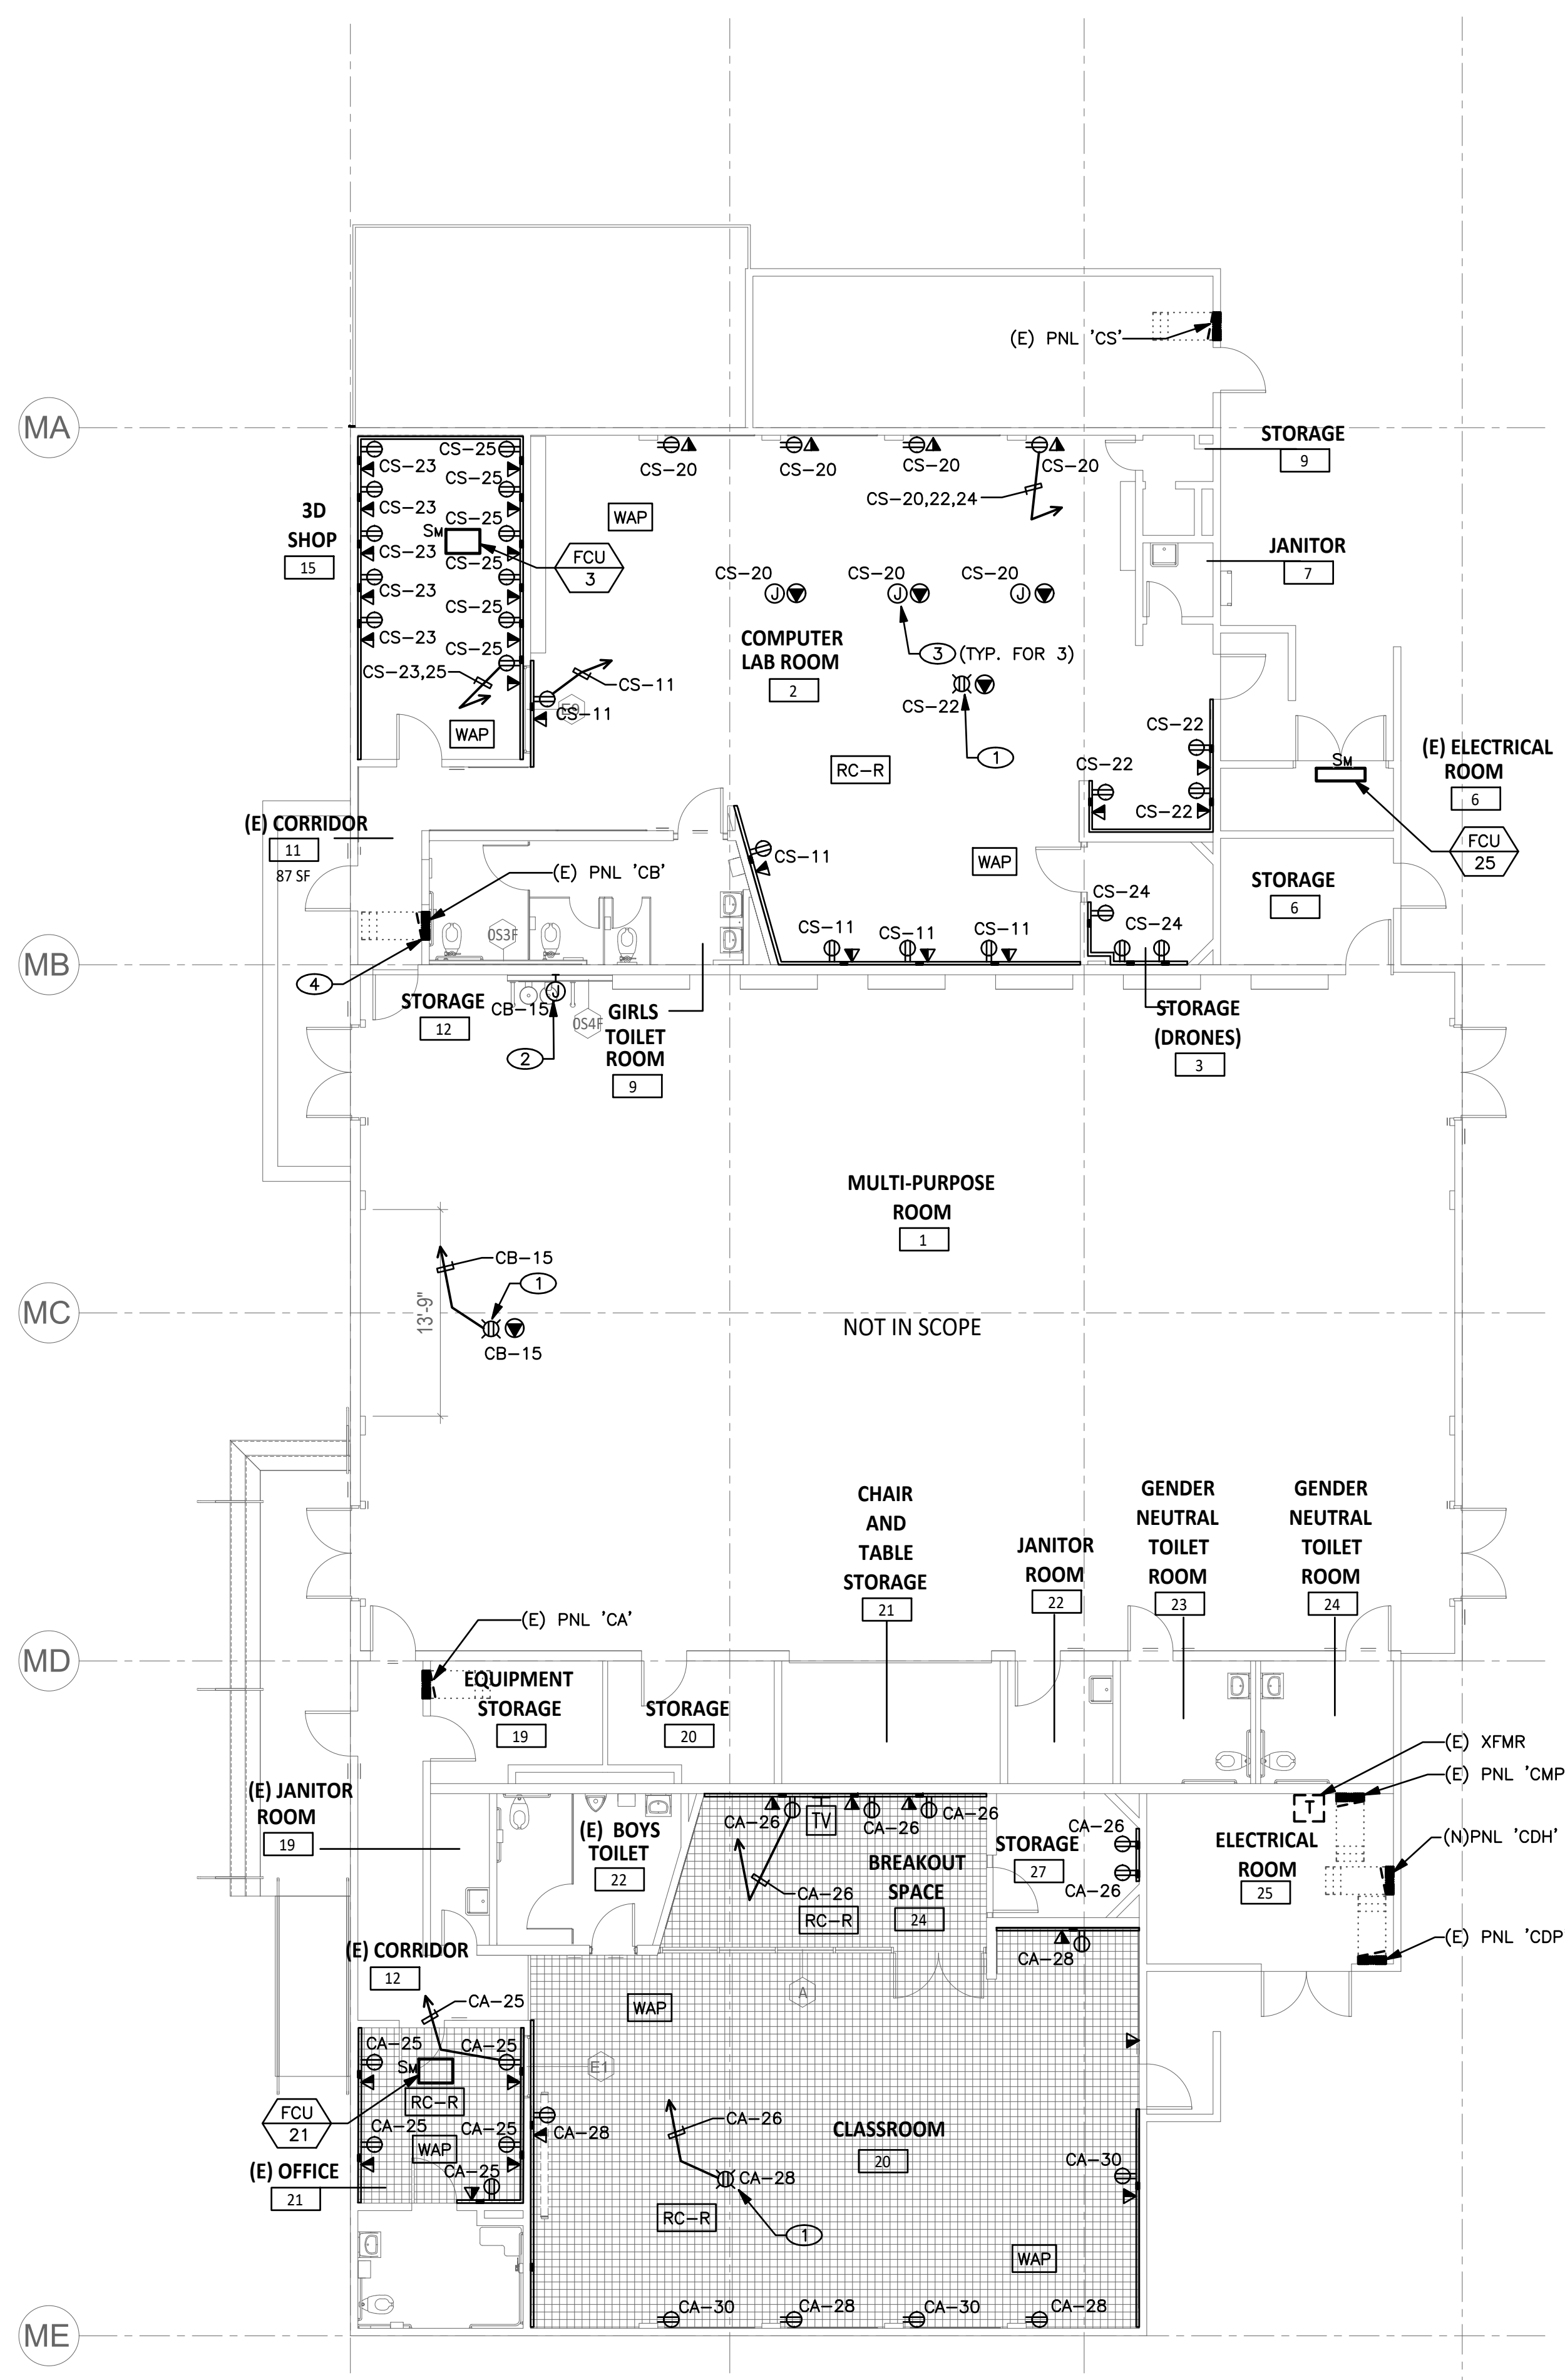 (E) PNL 'CS'
MA
STORAGE
9
CS-25
CS-23
CS-25
CS-23
CS-25
CS-23
CS-25
CS-23
CS-25
CS-23
CS-25
CS-23,25
SM
FCU
3
3D
SHOP
15
WAP
CS-20
CS-20
CS-20
CS-20
CS-20,22,24
WAP
JANITOR
7
CS-20
CS-20
CS-20
J
J
J
COMPUTER
LAB ROOM
2
3
(TYP. FOR 3)
CS-11
CS-11
E0
CS-22
1
RC-R
CS-22
CS-22
CS-22
SM
(E) ELECTRICAL
ROOM
6
FCU
25
(E) CORRIDOR
11
87 SF
(E) PNL 'CB'
CS-11
WAP
STORAGE
6
0S3F
CS-24
CS-24
CS-11
CS-11
CS-11
MB
4
STORAGE
12
CB-15
J
0S4F
2
GIRLS
TOILET
ROOM
9
STORAGE
(DRONES)
3
MULTI-PURPOSE
ROOM
1
CB-15
1
13'-9"
MC
NOT IN SCOPE
CB-15
CHAIR
AND
TABLE
STORAGE
21
JANITOR
ROOM
22
GENDER
NEUTRAL
TOILET
ROOM
23
GENDER
NEUTRAL
TOILET
ROOM
24
(E) PNL 'CA'
MD
EQUIPMENT
STORAGE
19
STORAGE
20
(E) XFMR
(E) PNL 'CMP
T
(N)PNL 'CDH'
(E) PNL 'CDP
ELECTRICAL
ROOM
25
(E) JANITOR
ROOM
19
(E) BOYS
TOILET
22
CA-26
TV
CA-26
CA-26
CA-26
CA-26
CA-26
STORAGE
27
BREAKOUT
SPACE
24
RC-R
(E) CORRIDOR
12
CA-28
CA-25
A
WAP
CA-25
CA-25
SM
E1
RC-R
FCU
21
CA-25
CA-25
WAP
CA-25
(E) OFFICE
21
CA-28
CA-26
CLASSROOM
20
CA-28
CA-30
RC-R
1
WAP
CA-30
CA-28
CA-30
CA-28
ME